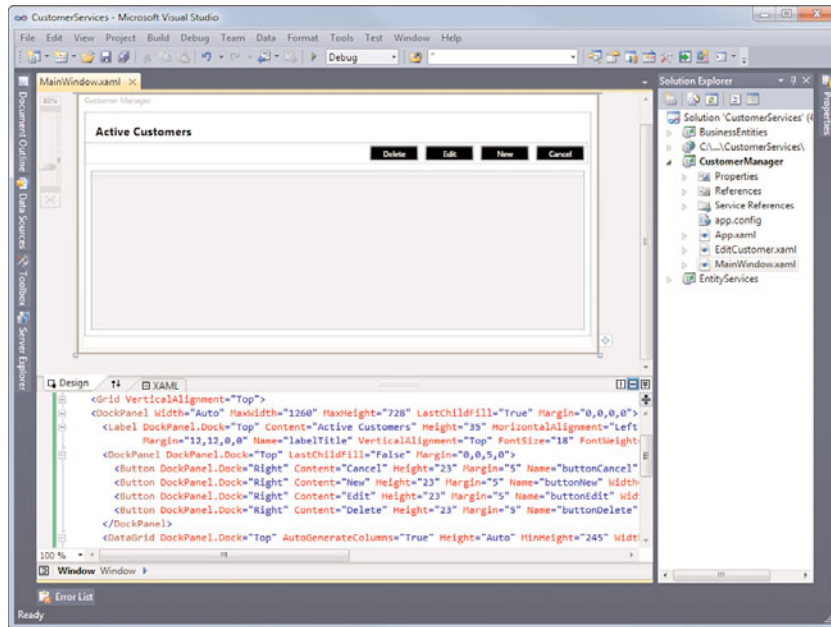 CustomerServices - Microsoft Visual Studio
File Edit View Project Build Debug Team Data Format Tools Test Window Help
Debug
MainWindow.xaml
Solution Explorer
Properties
Document Outline
Data Sources
Toolbox
Server Explorer
Customer Manager
Active Customers
Delete Edit New Cancel
Solution 'CustomerServices' (4
BusinessEntities
C:\...\CustomerServices\
CustomerManager
Properties
References
Service References
app.config
App.xaml
EditCustomer.xaml
MainWindow.xaml
EntityServices
Design XAML
<Grid VerticalAlignment="Top">
<DockPanel Width="Auto" MaxWidth="1260" MaxHeight="728" LastChildFill="True" Margin="0,0,0,0">
<Label DockPanel.Dock="Top" Content="Active Customers" Height="35" HorizontalAlignment="Left
Margin="12,12,0,0" Name="labelTitle" VerticalAlignment="Top" FontSize="18" FontWeight
<DockPanel DockPanel.Dock="Top" LastChildFill="False" Margin="0,0,5,0">
<Button DockPanel.Dock="Right" Content="Cancel" Height="23" Margin="5" Name="buttonCancel"
<Button DockPanel.Dock="Right" Content="New" Height="23" Margin="5" Name="buttonNew" Width
<Button DockPanel.Dock="Right" Content="Edit" Height="23" Margin="5" Name="buttonEdit" Wid
<Button DockPanel.Dock="Right" Content="Delete" Height="23" Margin="5" Name="buttonDelete"
</DockPanel>
<DataGrid DockPanel.Dock="Top" AutoGenerateColumns="True" Height="Auto" MinHeight="245" Widt
100 %
Window Window
Error List
Ready